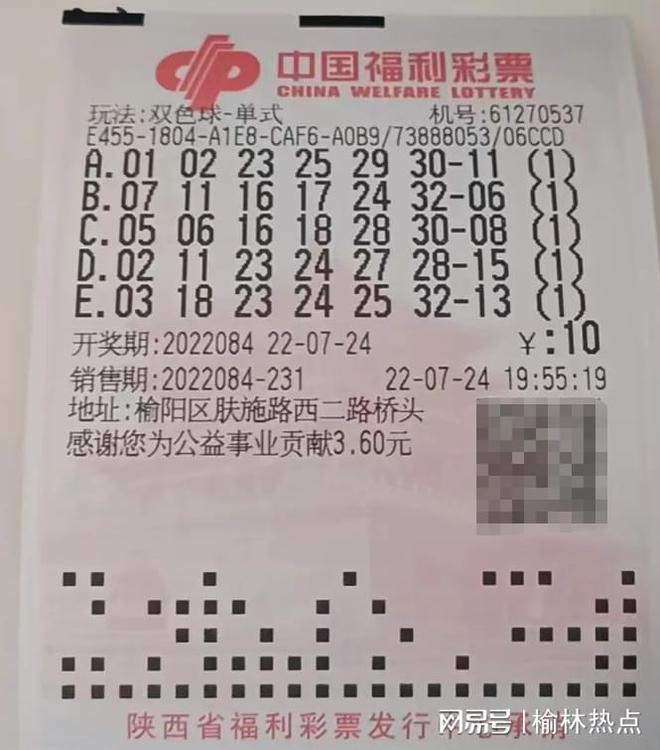 中国福利彩票
CHINA WELFARE LOTTERY
玩法:双色球-单式 机号:61270537
E455-1804-A1E8-CAF6-A0B9/73888053/06CCD
A.01 02 23 25 29 30-11 (1)
B.07 11 16 17 24 32-06 (1)
C.05 06 16 18 28 30-08 (1)
D.02 11 23 24 27 28-15 (1)
E.03 18 23 24 25 32-13 (1)
开奖期:2022084 22-07-24 ¥:10
销售期:2022084-231 22-07-24 19:55:19
地址:榆阳区肤施路西二路桥头
感谢您为公益事业贡献3.60元
陕西省福利彩票发行
网易号|榆林热点